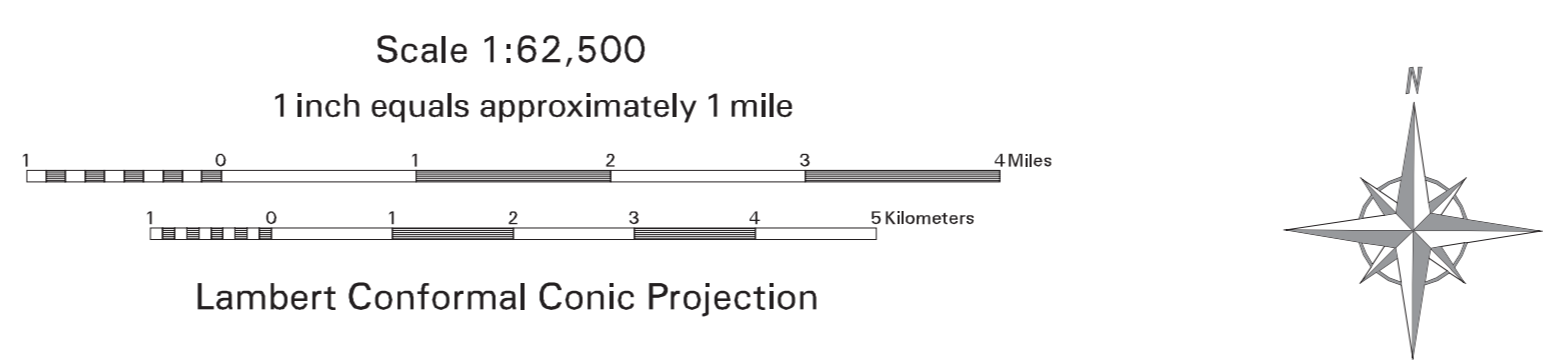 Scale 1:62,500
N
1 inch equals approximately 1 mile
1 0 1 2 3 4 Miles
1 0 1 2 3 4 5 Kilometers
Lambert Conformal Conic Projection